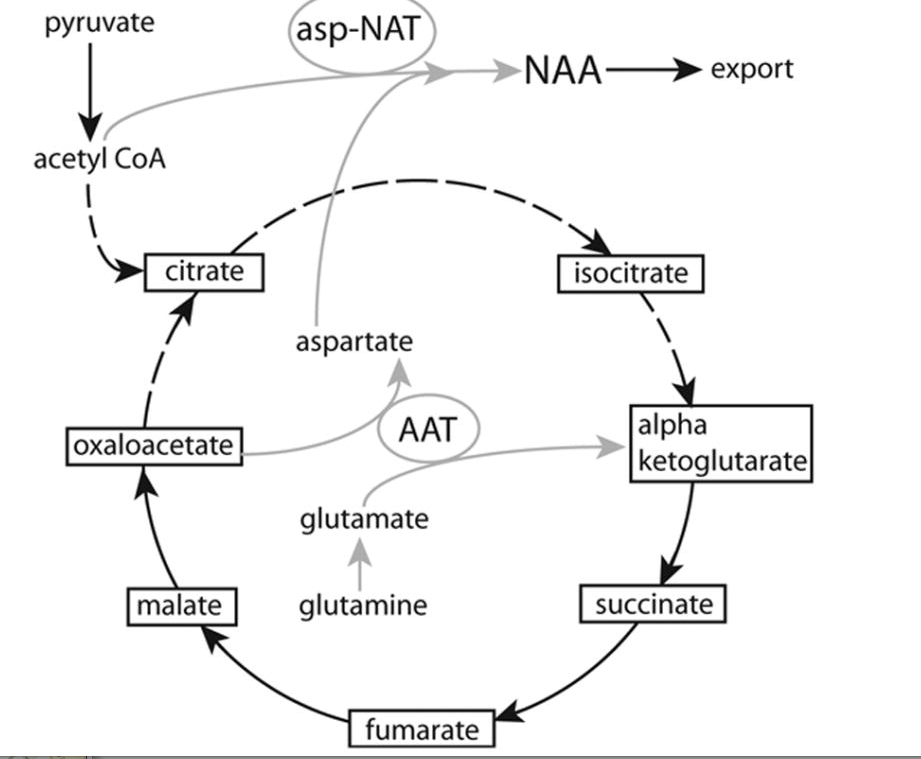 pyruvate
asp-NAT
NAA
export
acetyl CoA
citrate
isocitrate
aspartate
oxaloacetate
AAT
alpha
ketoglutarate
glutamate
malate
glutamine
succinate
fumarate